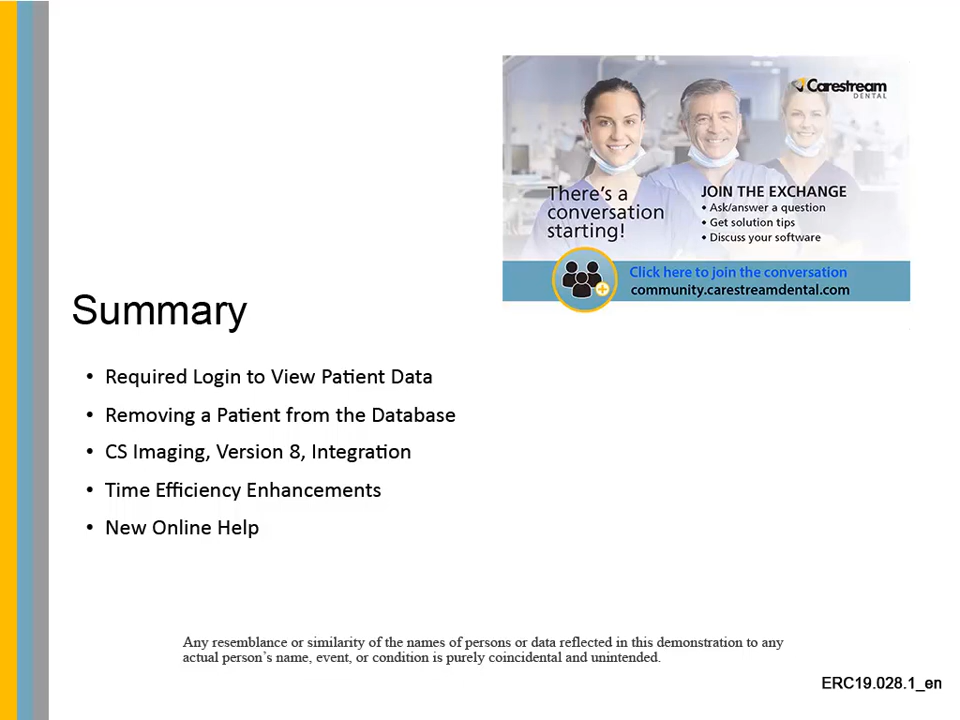 Carestream
DENTAL
There's a
conversation
starting!
JOIN THE EXCHANGE
• Ask/answer a question
• Get solution tips
• Discuss your software
Click here to join the conversation
community.carestreamdental.com
Summary
• Required Login to View Patient Data
• Removing a Patient from the Database
• CS Imaging, Version 8, Integration
• Time Efficiency Enhancements
• New Online Help
Any resemblance or similarity of the names of persons or data reflected in this demonstration to any
actual person's name, event, or condition is purely coincidental and unintended.
ERC19.028.1_en